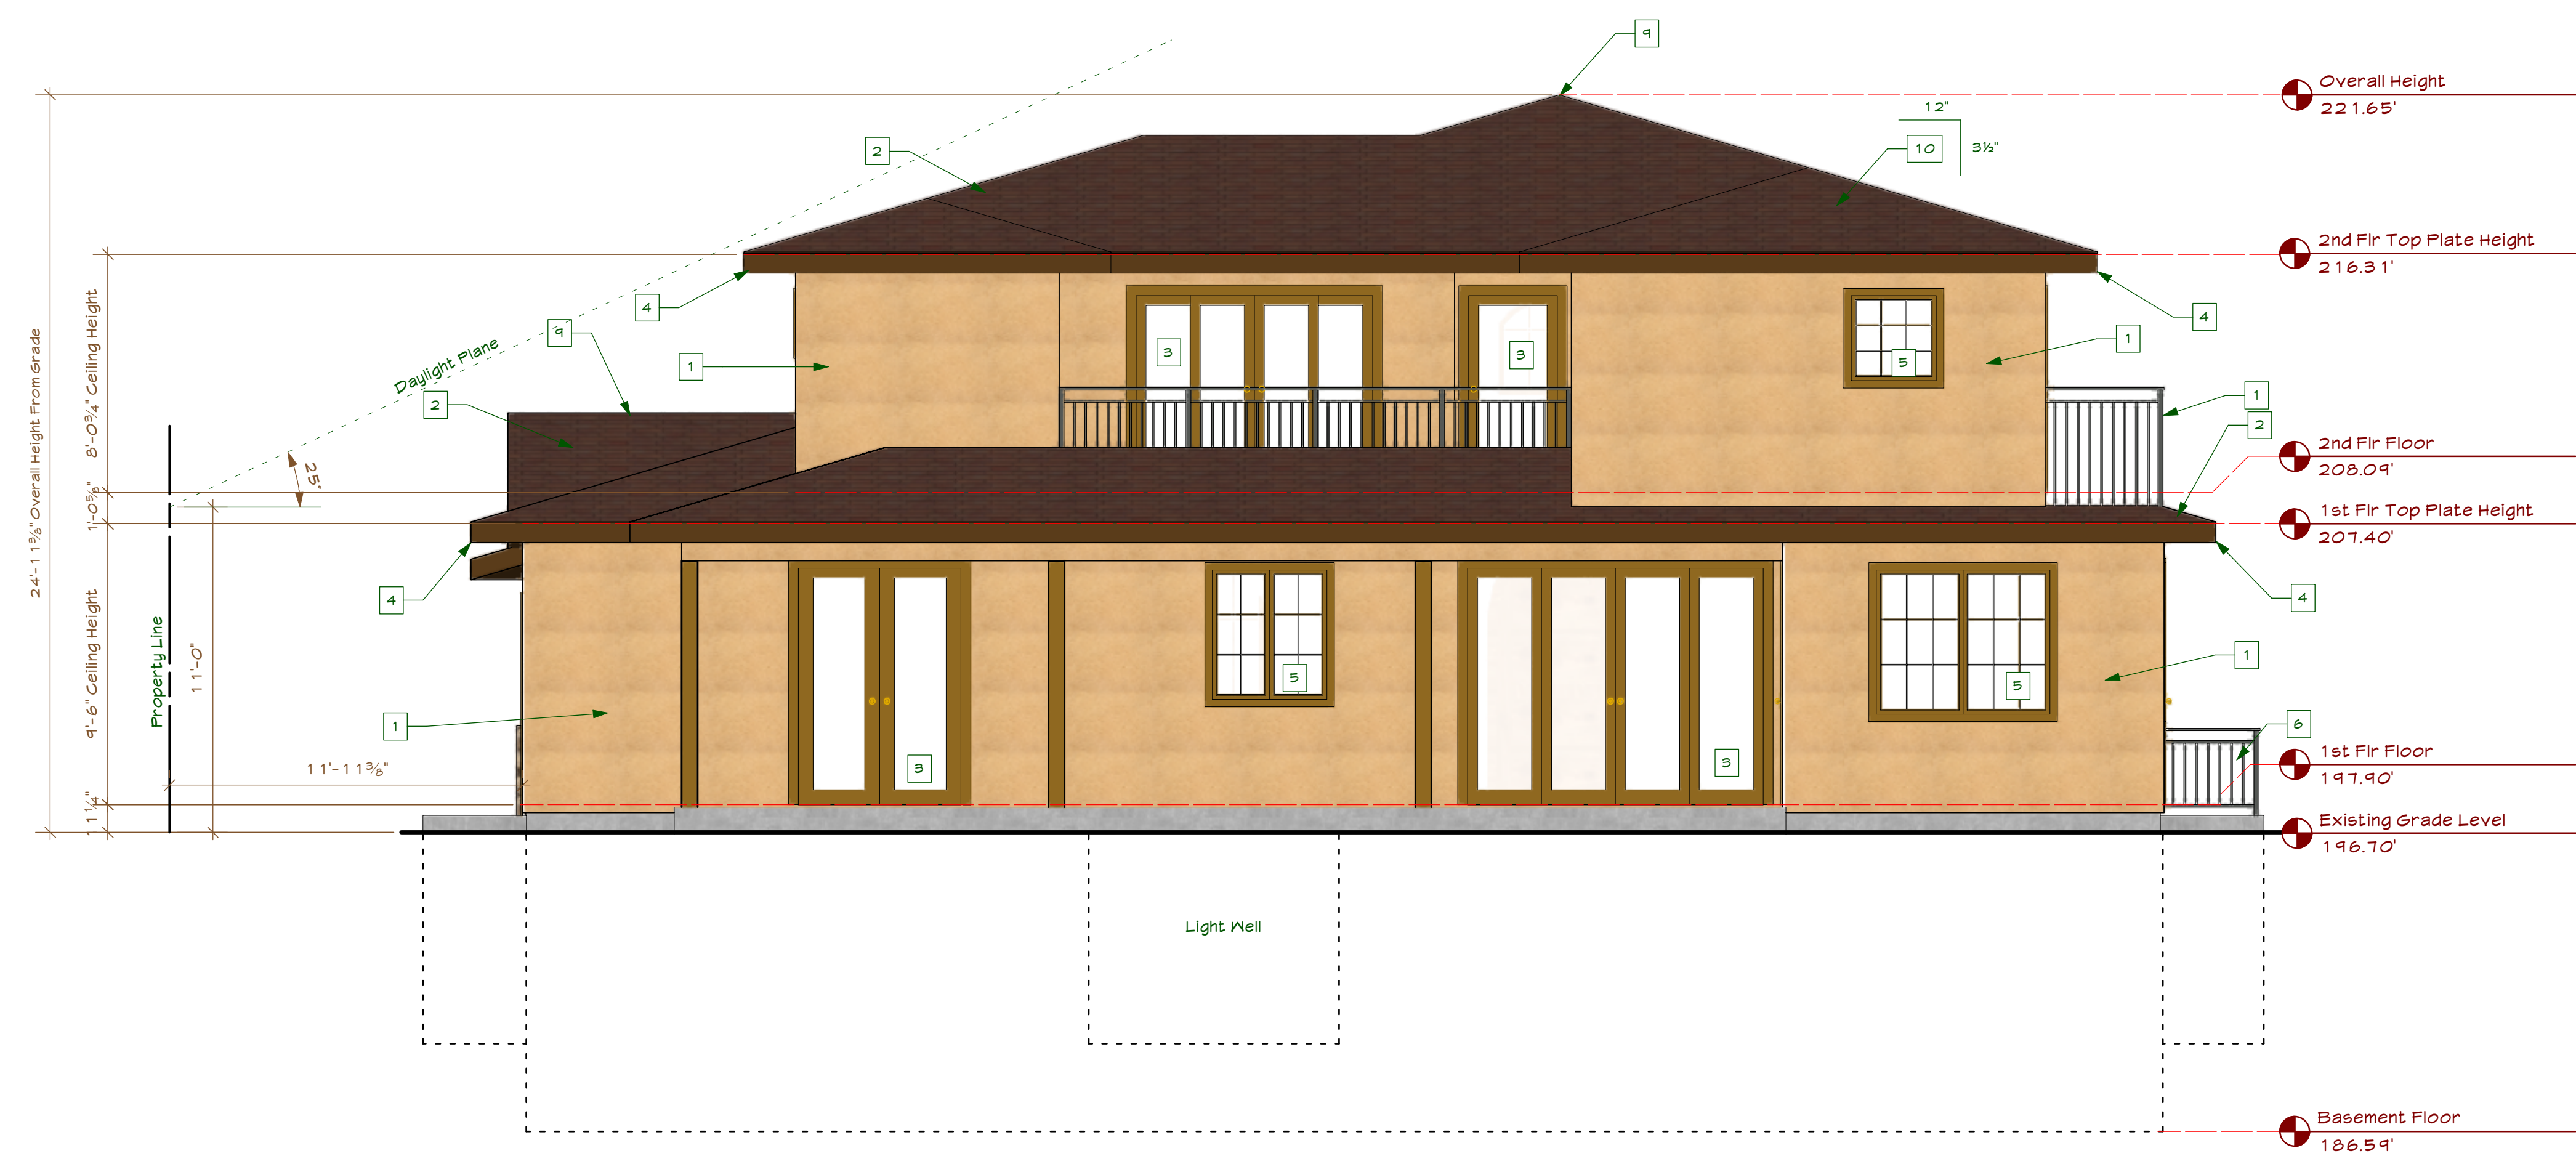 9
Overall Height
221.65'
12"
2
10
3½"
2nd Flr Top Plate Height
216.31'
4
4
9
1
3
3
5
1
Daylight Plane
2
1
2
2nd Flr Floor
208.09'
25°
1st Flr Top Plate Height
207.40'
24'-11⅜" Overall Height From Grade
8'-0¾" Ceiling Height
1'-0⅝"
9'-6" Ceiling Height
11¼"
Property Line
11'-0"
11'-11⅜"
4
4
1
5
5
1
3
3
6
1st Flr Floor
197.90'
Existing Grade Level
196.70'
Light Well
Basement Floor
186.59'